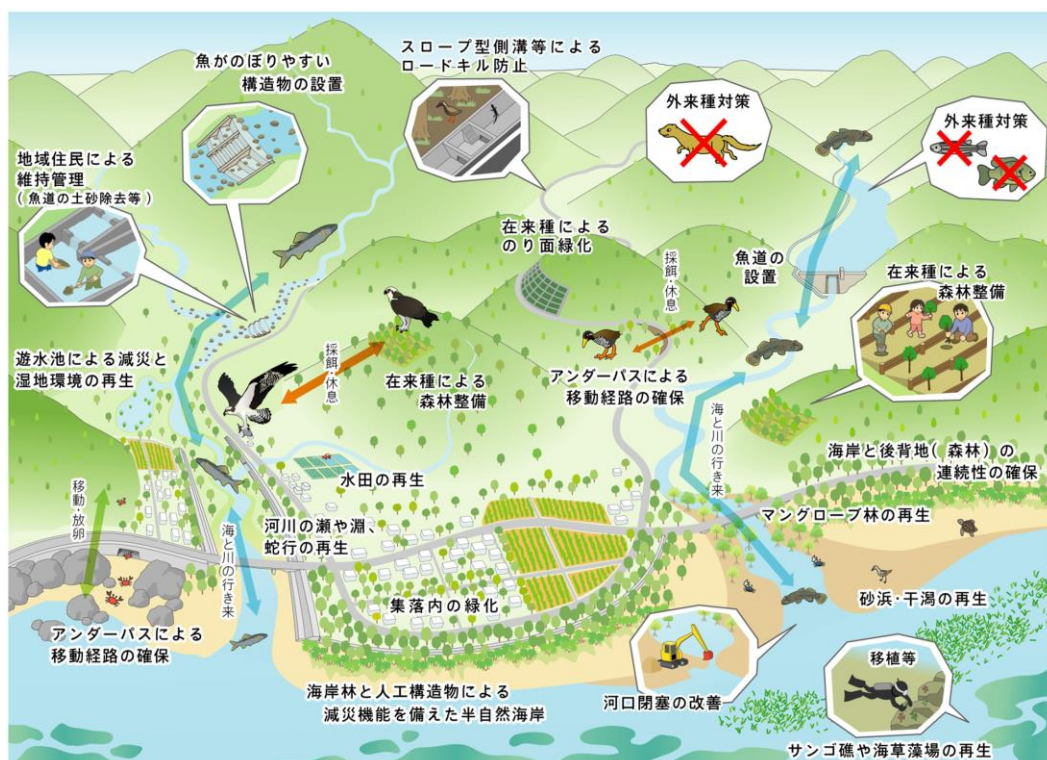 魚がのぼりやすい
構造物の設置
スロープ型側溝等による
ロードキル防止
外来種対策
外来種対策
地域住民による
維持管理
(魚道の土砂除去等)
在来種による
のり面緑化
採餌・休息
魚道の
設置
在来種による
森林整備
遊水池による減災と
湿地環境の再生
採餌・休息
在来種による
森林整備
アンダーパスによる
移動経路の確保
海と川の行き来
海岸と後背地(森林)の
連続性の確保
移動・放卵
水田の再生
河川の瀬や淵、
蛇行の再生
海と川の行き来
マングローブ林の再生
集落内の緑化
砂浜・干潟の再生
アンダーパスによる
移動経路の確保
移植等
海岸林と人工構造物による
減災機能を備えた半自然海岸
河口閉塞の改善
サンゴ礁や海草藻場の再生